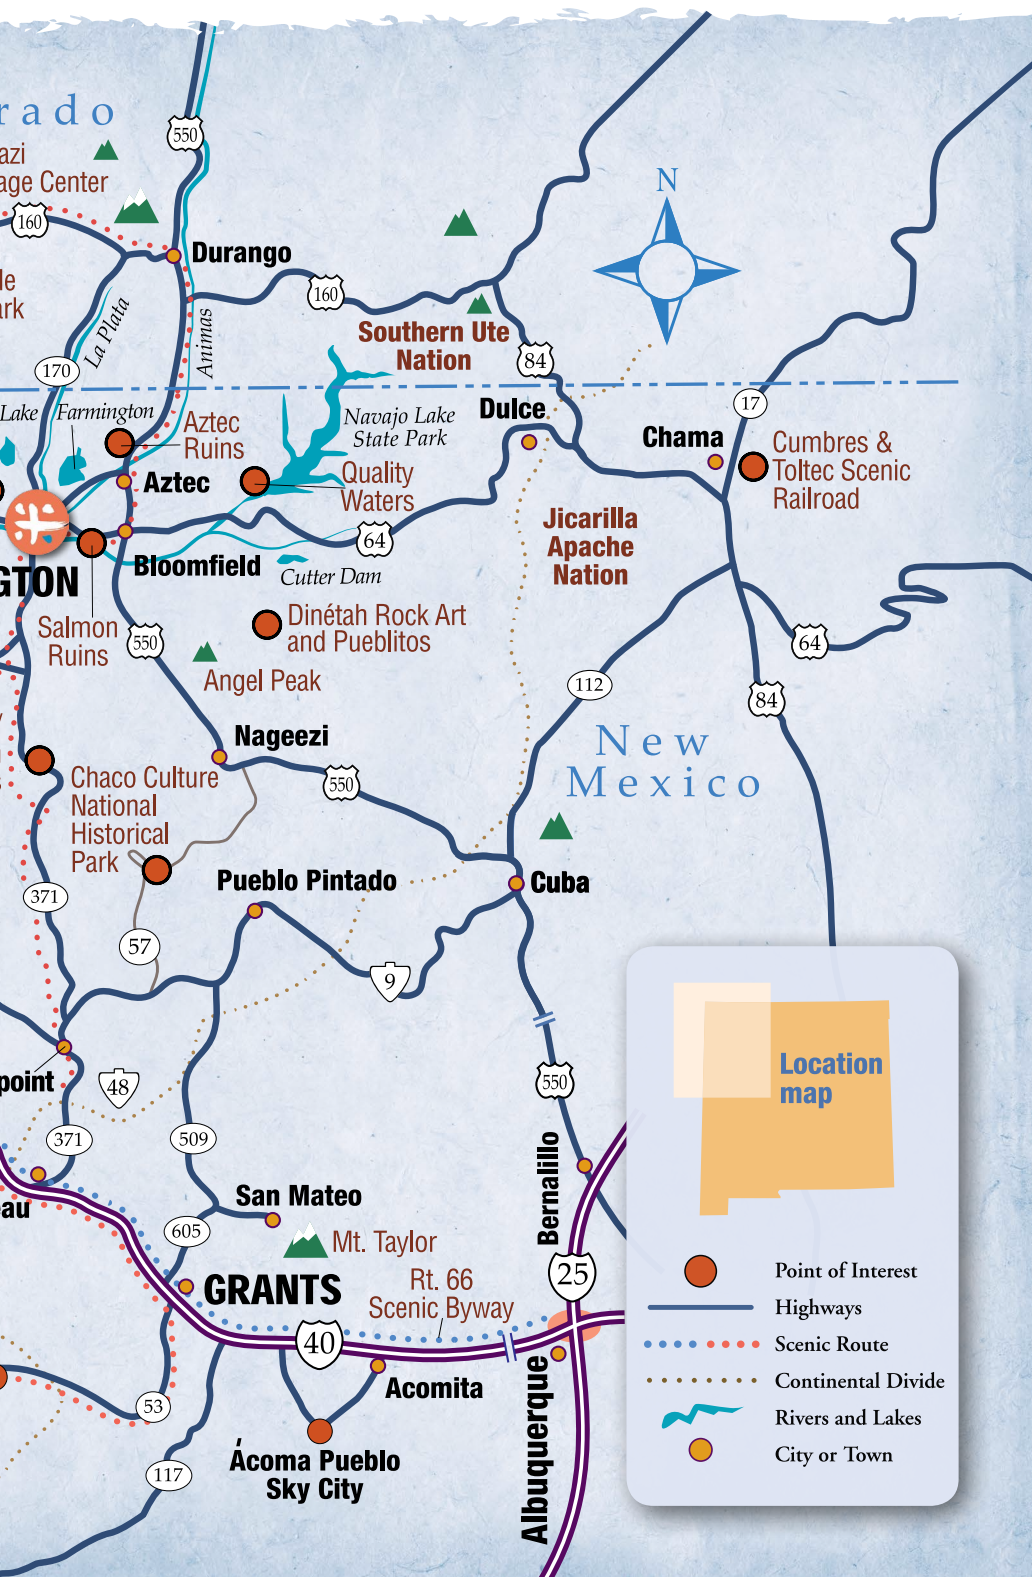 rado
550
azi
age Center
160
N
Durango
le
ark
160
La Plata
Animas
Southern Ute
Nation
84
170
17
Lake
Farmington
Navajo Lake
State Park
Dulce
Aztec
Ruins
Chama
Cumbres &
Toltec Scenic
Railroad
Aztec
Quality
Waters
64
Jicarilla
Apache
Nation
Bloomfield
Cutter Dam
GTON
Salmon
Ruins
550
Dinétah Rock Art
and Pueblitos
64
Angel Peak
112
84
Nageezi
New
Mexico
550
Chaco Culture
National
Historical
Park
371
Pueblo Pintado
Cuba
57
9
point
48
550
Location
map
371
509
Bernalillo
eau
San Mateo
605
Mt. Taylor
GRANTS
Rt. 66
Scenic Byway
25
40
Point of Interest
Highways
Scenic Route
Continental Divide
Rivers and Lakes
City or Town
Acomita
53
Albuquerque
Ácoma Pueblo
Sky City
117